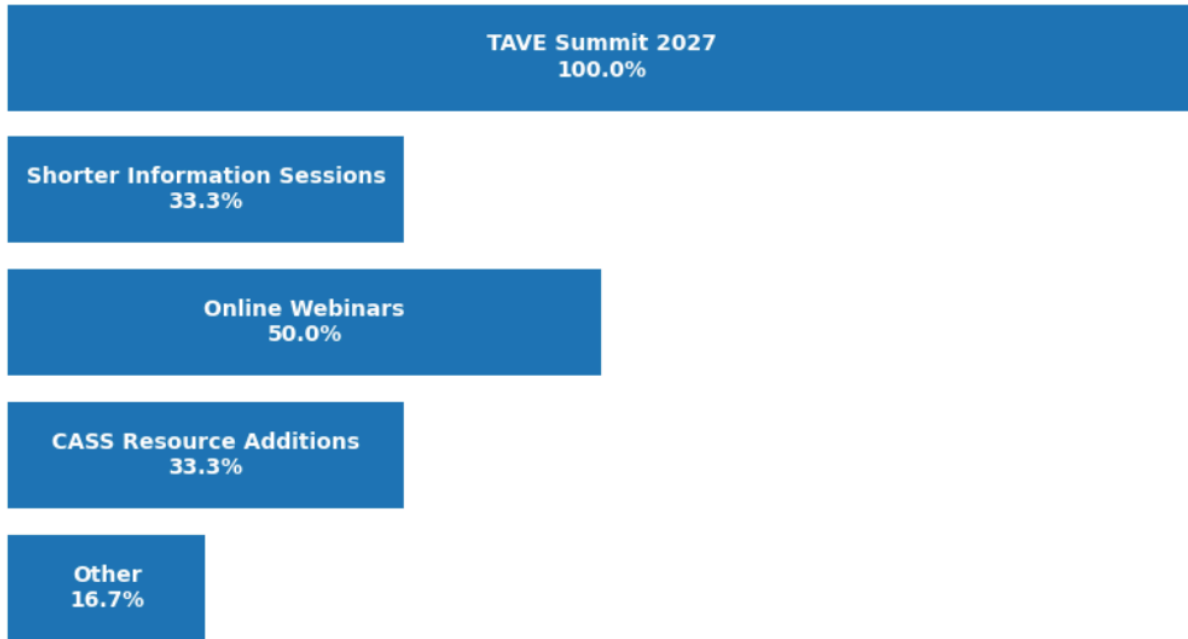 TAVE Summit 2027
100.0%
Shorter Information Sessions
33.3%
Online Webinars
50.0%
CASS Resource Additions
33.3%
Other
16.7%